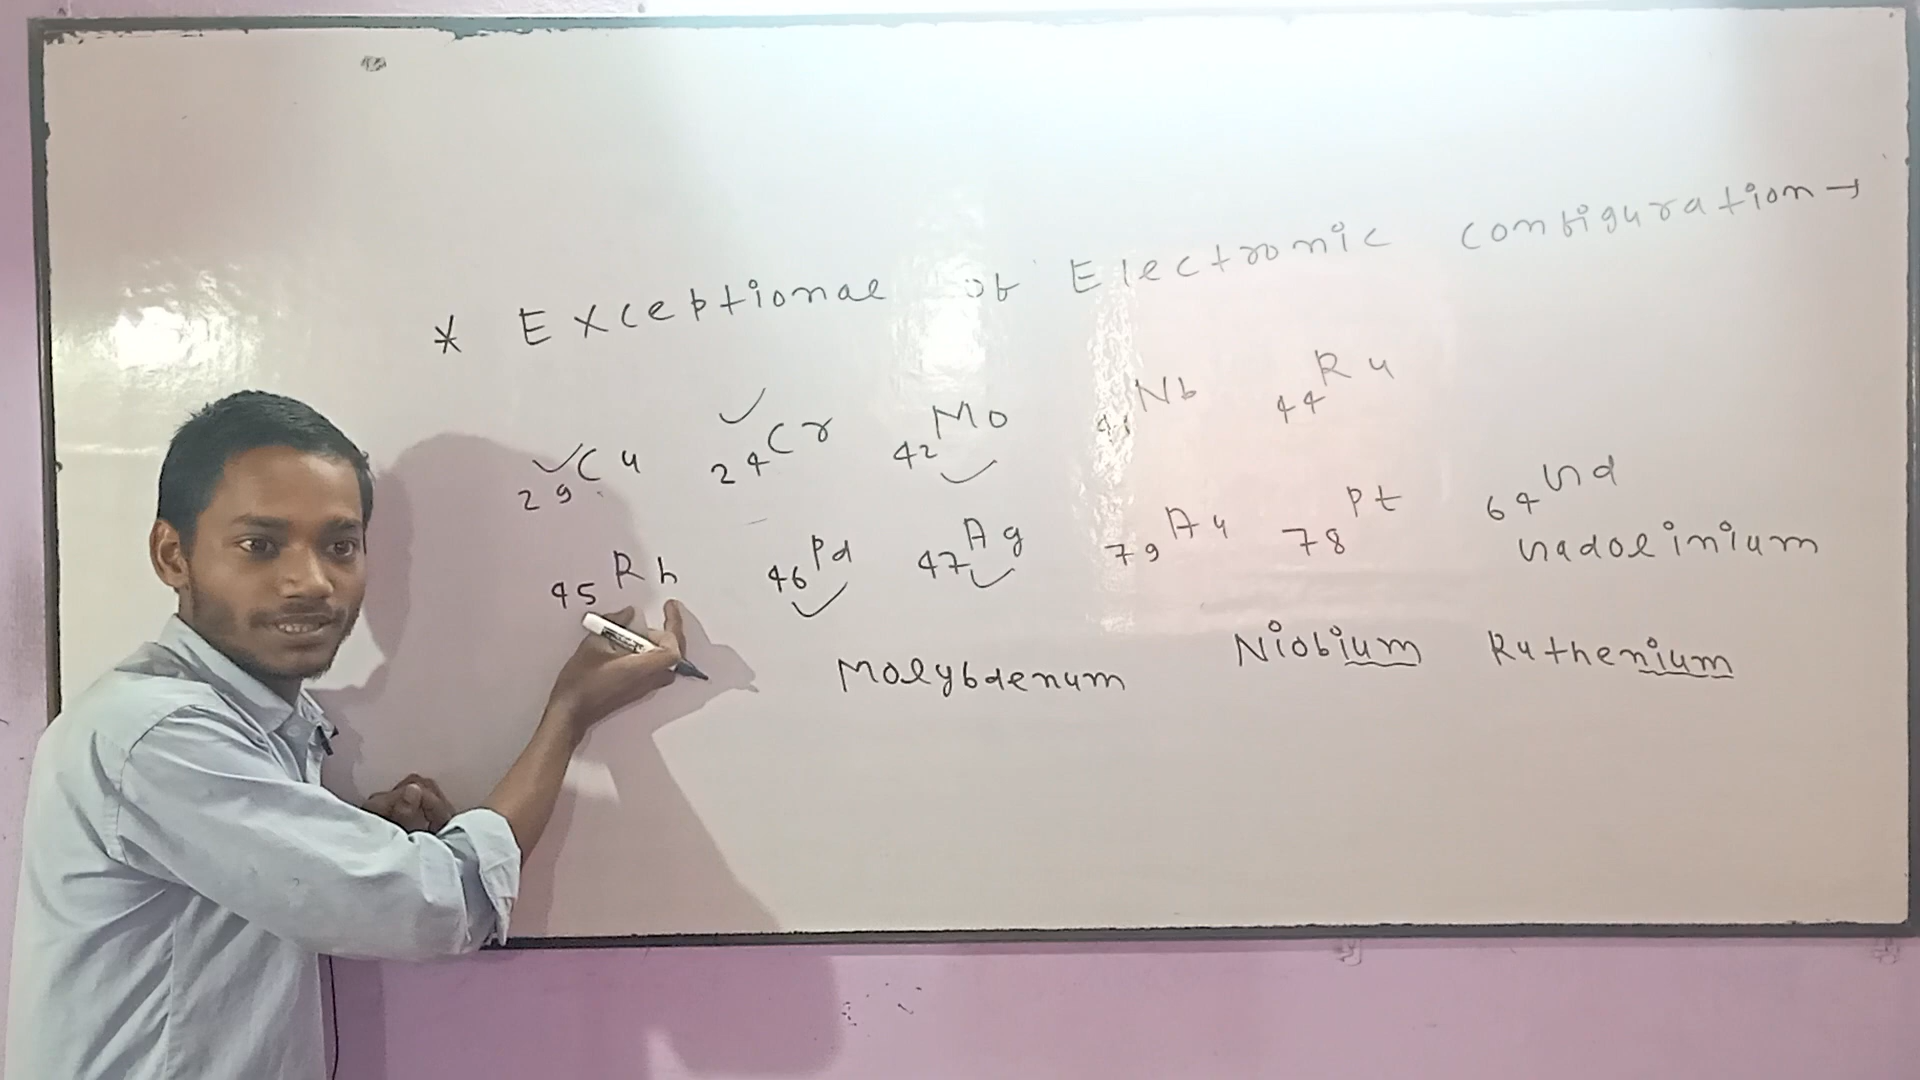 * Exceptional of Electronic configuration →
29Cu 24Cr 42Mo 41Nb 44Ru
45Rh 46Pd 47Ag 79Au 78Pt 64Gd
Gadolinium
Molybdenum Niobium Ruthenium